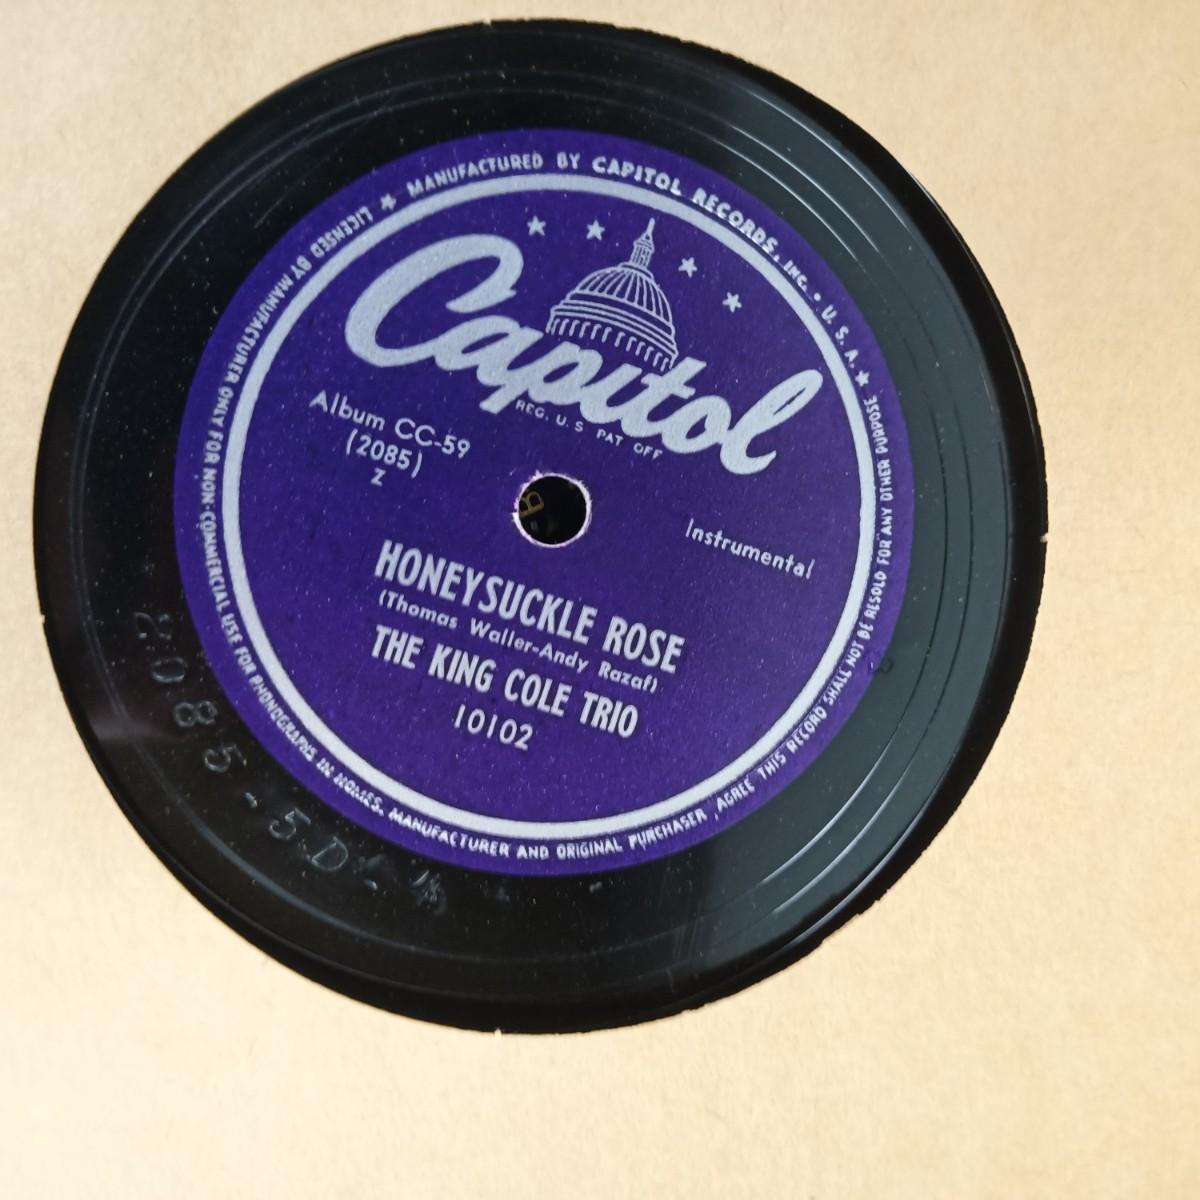 MANUFACTURED BY CAPITOL RECORDS, INC. • U. S. A. ★ 
Capitol
REG. U. S PAT OFF
Album CC-59
(2085)
Z
Instrumental
HONEYSUCKLE ROSE
(Thomas Waller-Andy Razaf)
THE KING COLE TRIO
10102
LICENSED BY MANUFACTURER ONLY FOR NON-COMMERCIAL USE FOR PHONOGRAPHS IN HOMES. MANUFACTURER AND ORIGINAL PURCHASER AGREE THIS RECORD SHALL NOT BE RESOLD FOR ANY OTHER PURPOSE
2085-5D
B